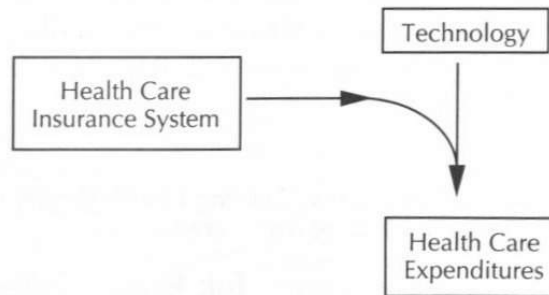 Technology
Health Care
Insurance System
Health Care
Expenditures